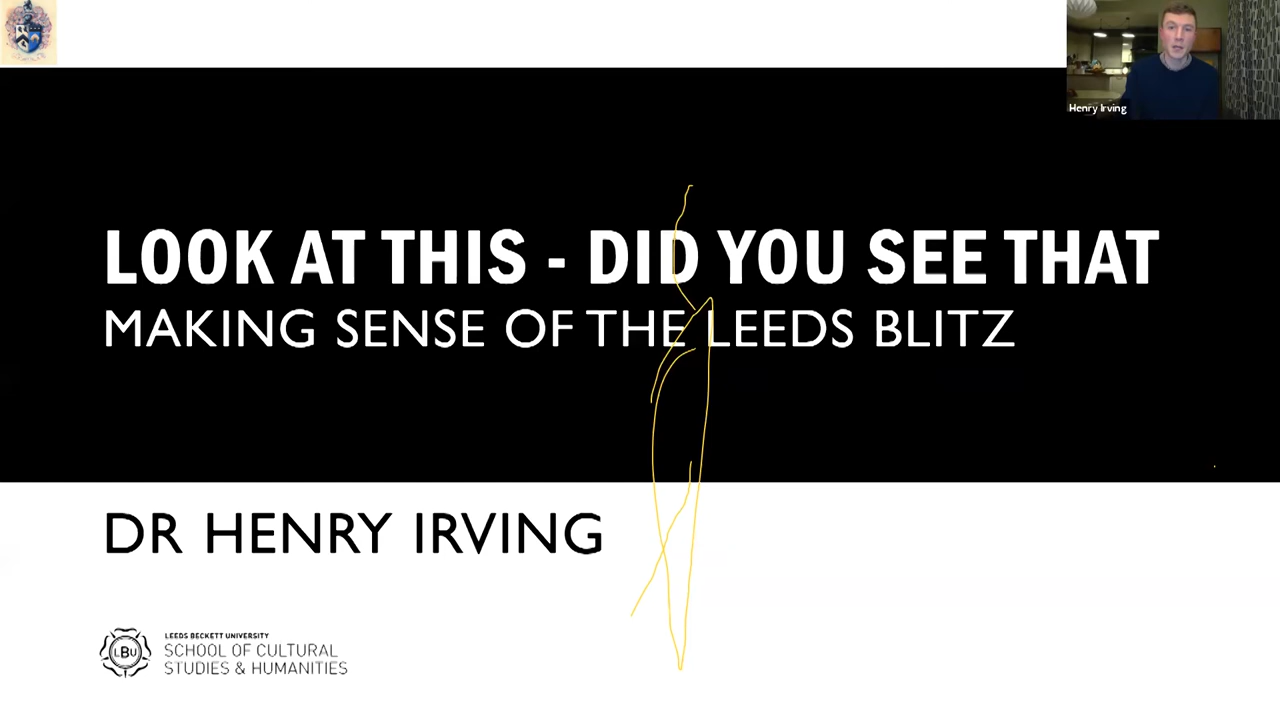 Henry Irving
LOOK AT THIS - DID YOU SEE THAT
MAKING SENSE OF THE LEEDS BLITZ
DR HENRY IRVING
LBU
LEEDS BECKETT UNIVERSITY
SCHOOL OF CULTURAL
STUDIES & HUMANITIES